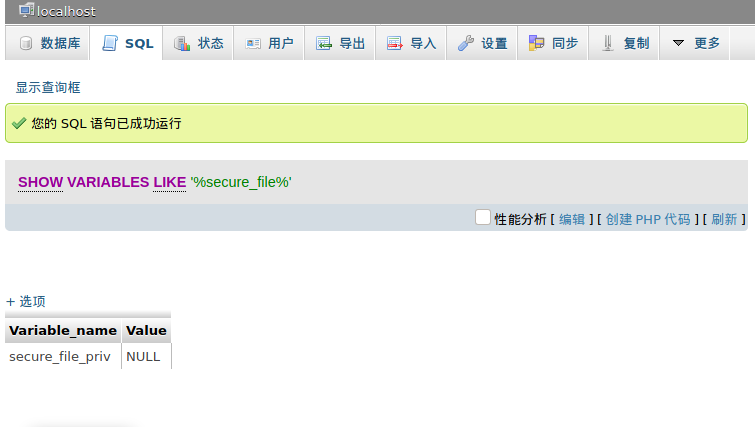 localhost
数据库 SQL 状态 用户 导出 导入 设置 同步 复制 更多
显示查询框
您的 SQL 语句已成功运行
SHOW VARIABLES LIKE '%secure_file%'
性能分析 [ 编辑 ] [ 创建 PHP 代码 ] [ 刷新 ]
+ 选项
Variable_name Value
secure_file_priv NULL